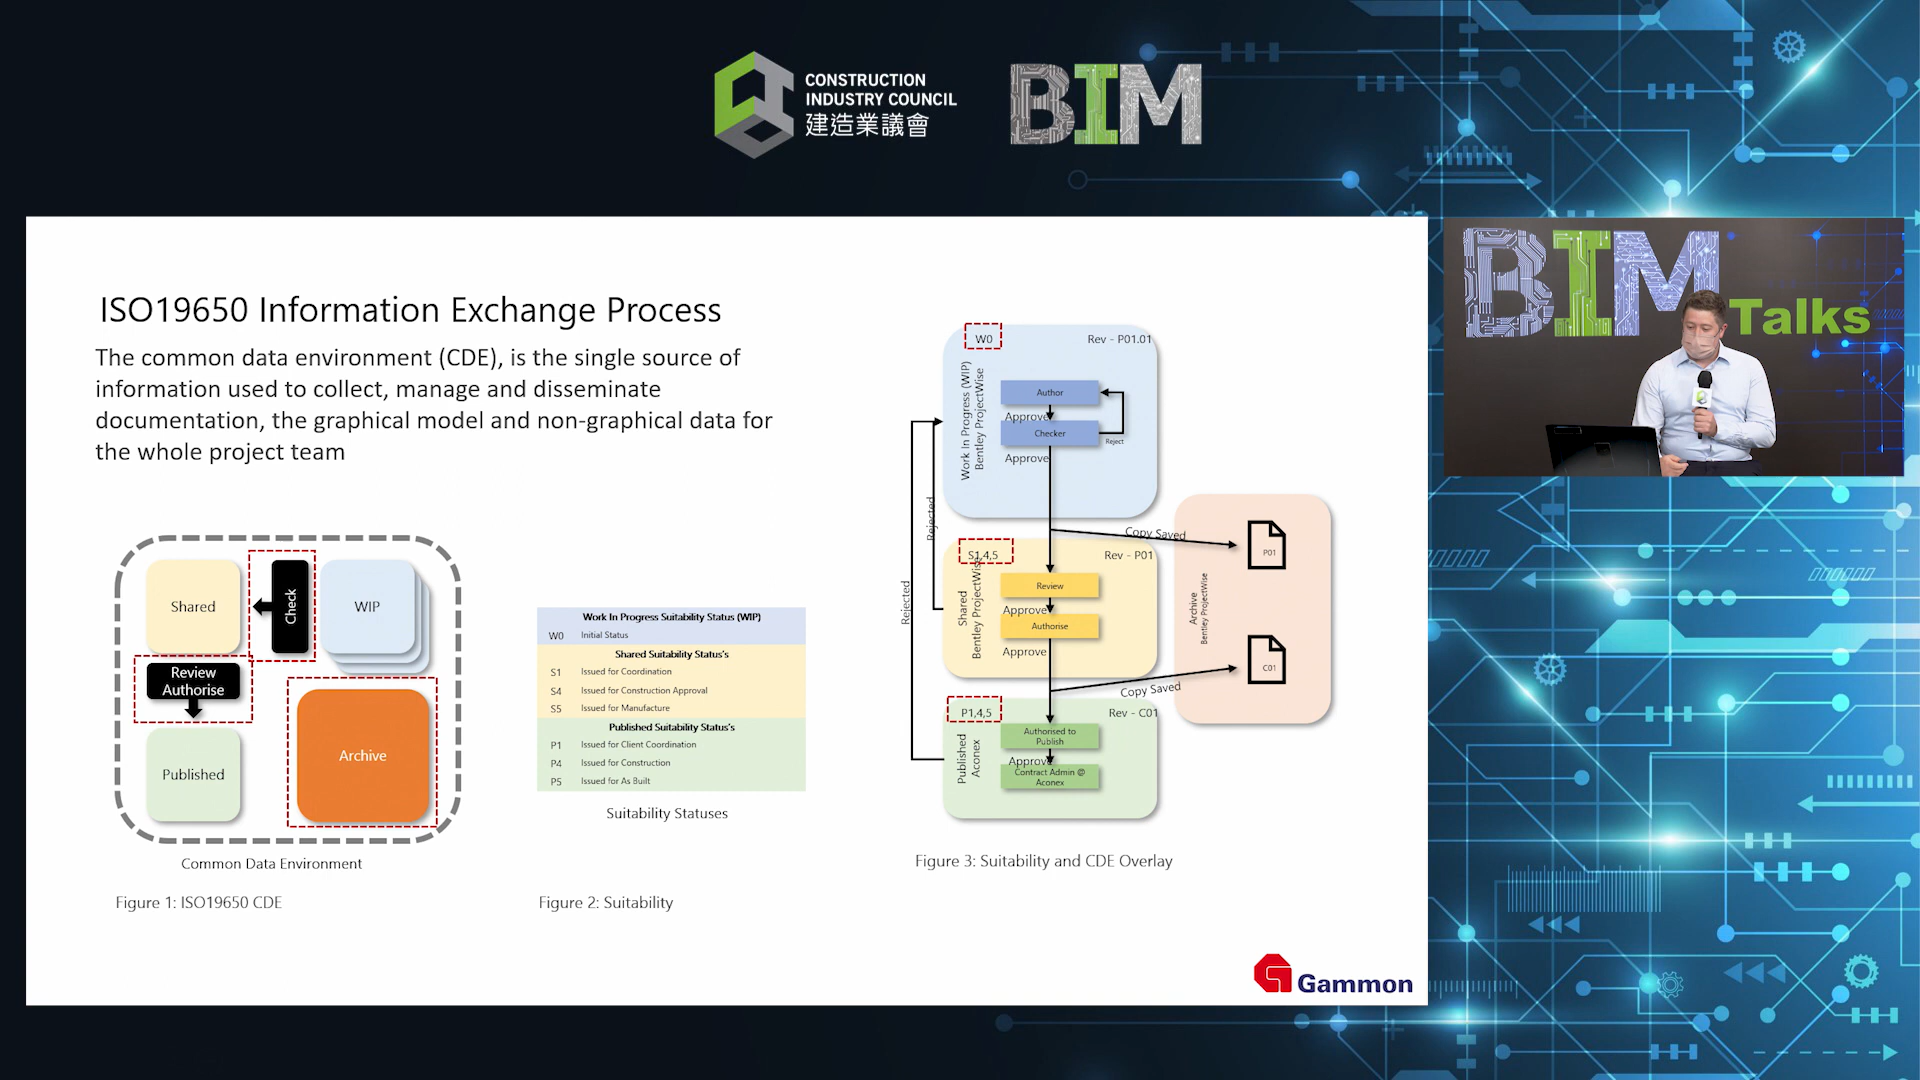 CONSTRUCTION
INDUSTRY COUNCIL
建造業議會
BIM
BIM Talks
ISO19650 Information Exchange Process
The common data environment (CDE), is the single source of
information used to collect, manage and disseminate
documentation, the graphical model and non-graphical data for
the whole project team
Shared
Check
WIP
Review
Authorise
Published
Archive
Common Data Environment
Figure 1: ISO19650 CDE
Work In Progress Suitability Status (WIP)
W0 Initial Status
Shared Suitability Status's
S1 Issued for Coordination
S4 Issued for Construction Approval
S5 Issued for Manufacture
Published Suitability Status's
P1 Issued for Client Coordination
P4 Issued for Construction
P5 Issued for As Built
Suitability Statuses
Figure 2: Suitability
W0
Rev - P01.01
Work In Progress (WIP)
Bentley ProjectWise
Author
Approve
Checker
Reject
Approve
Rejected
Rejected
Copy Saved
S1,4,5
Rev - P01
Shared
Bentley ProjectWise
Review
Approve
Authorise
Approve
Copy Saved
P01
Archive
Bentley ProjectWise
C01
P1,4,5
Rev - C01
Published
Aconex
Authorised to
Publish
Approve
Contract Admin @
Aconex
Figure 3: Suitability and CDE Overlay
Gammon